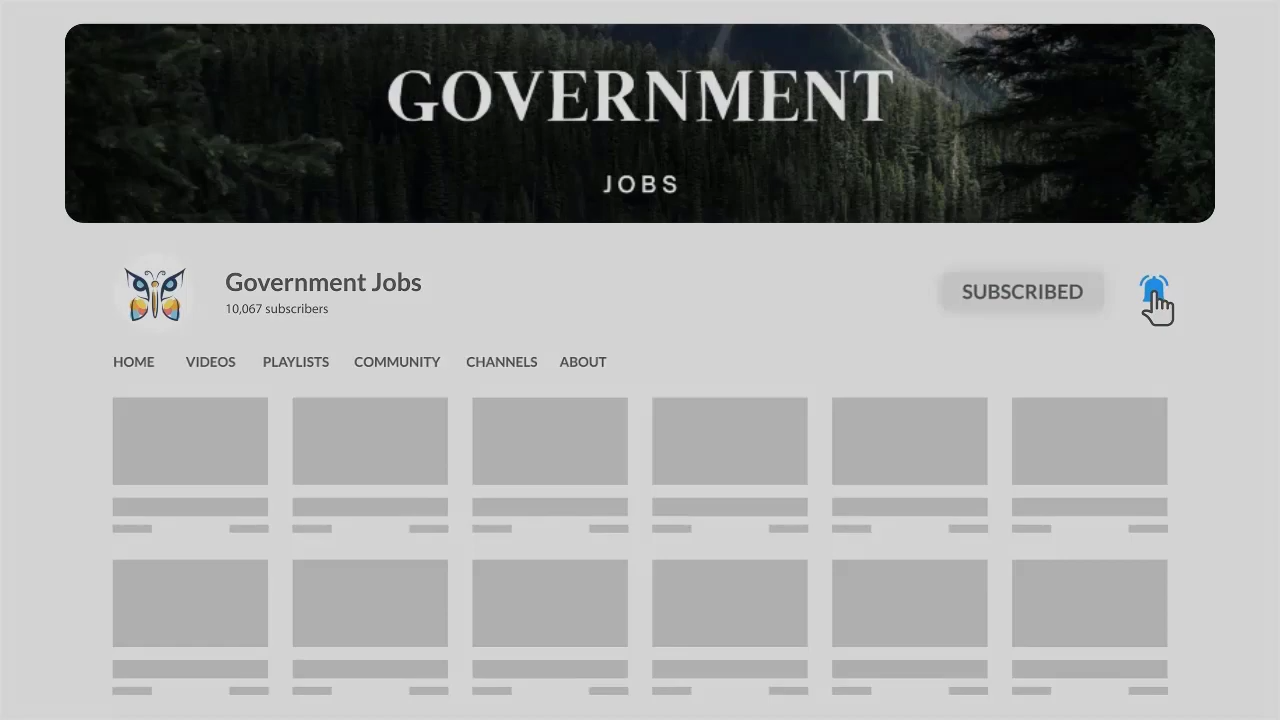 GOVERNMENT
JOBS
Government Jobs
10,067 subscribers
SUBSCRIBED
HOME VIDEOS PLAYLISTS COMMUNITY CHANNELS ABOUT